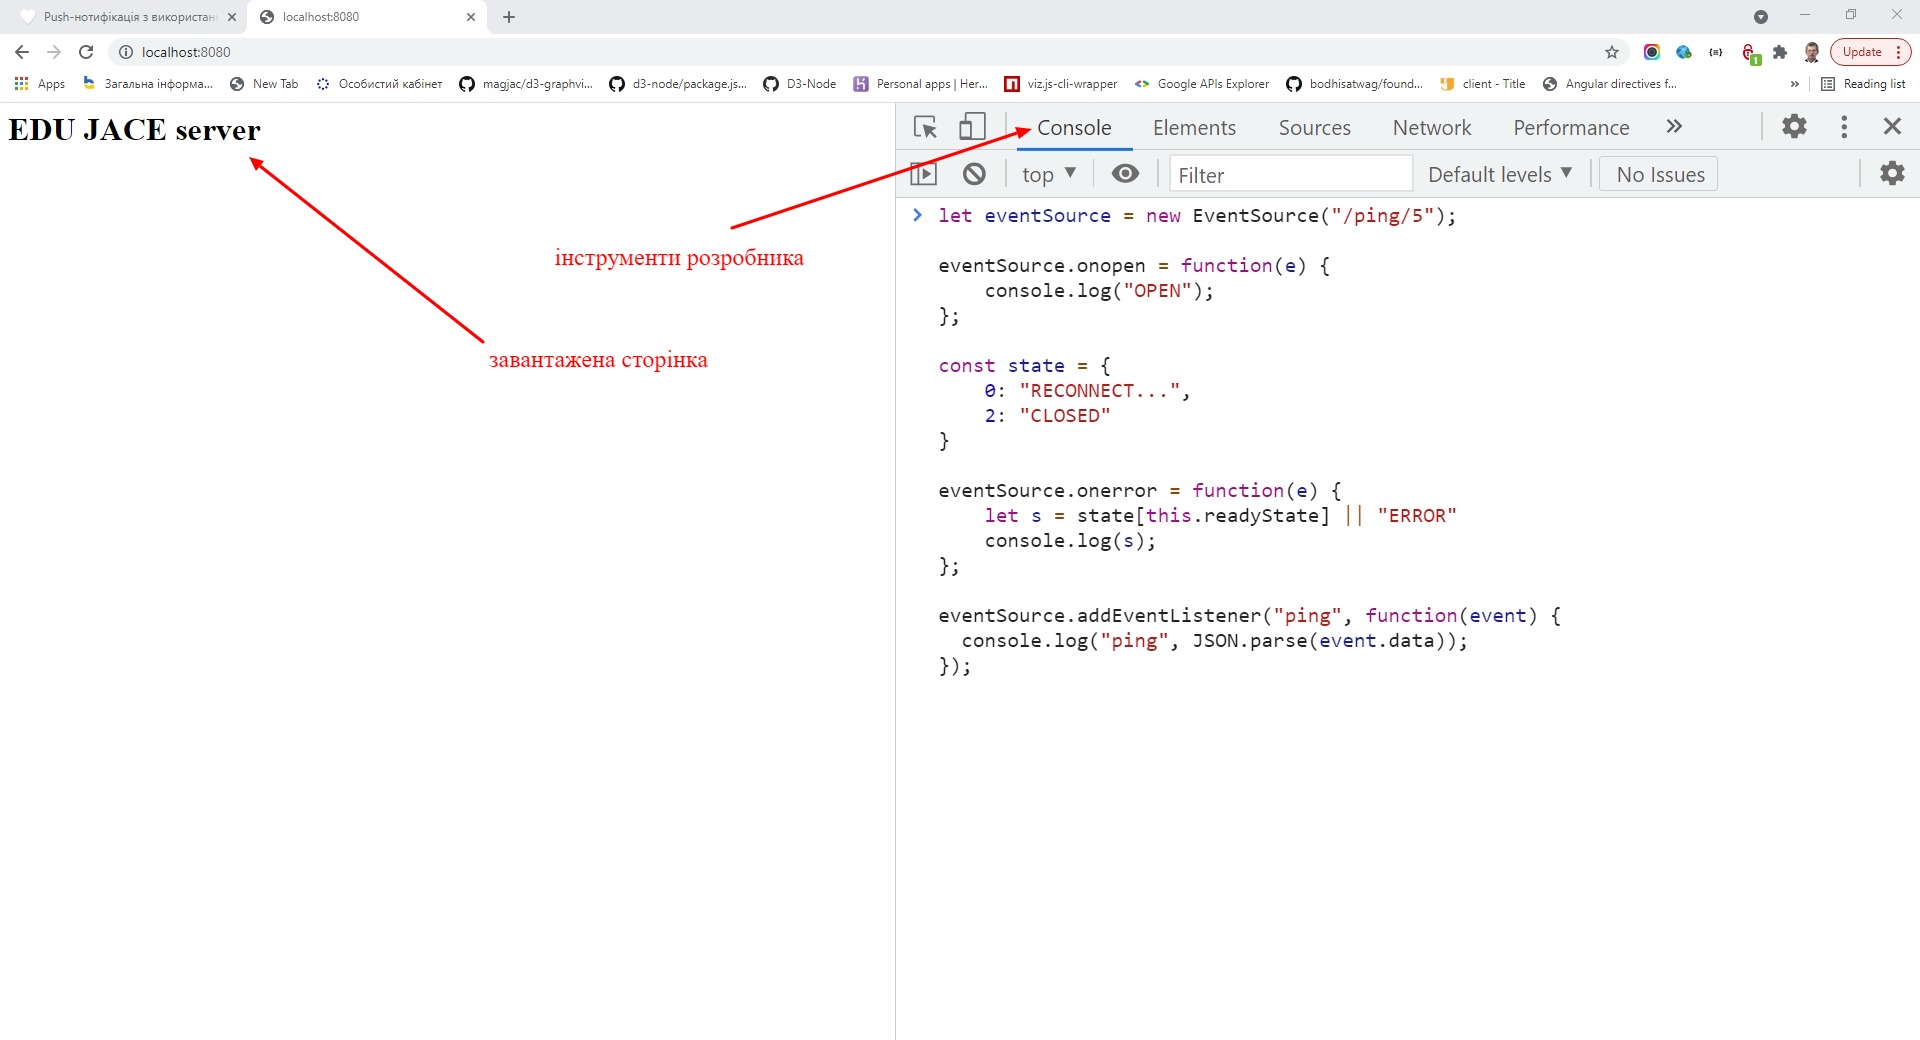 Push-нотифікація з використан
localhost:8080
localhost:8080
Update
Apps
Загальна інформа...
New Tab
Особистий кабінет
magjac/d3-graphvi...
d3-node/package.js...
D3-Node
Personal apps | Her...
viz.js-cli-wrapper
Google APIs Explorer
bodhisatwag/found...
client - Title
Angular directives f...
»
Reading list
EDU JACE server
інструменти розробника
завантажена сторінка
Console
Elements
Sources
Network
Performance
»
top
Filter
Default levels
No Issues
let eventSource = new EventSource("/ping/5");
eventSource.onopen = function(e) {
console.log("OPEN");
};
const state = {
0: "RECONNECT...",
2: "CLOSED"
}
eventSource.onerror = function(e) {
let s = state[this.readyState] || "ERROR"
console.log(s);
};
eventSource.addEventListener("ping", function(event) {
console.log("ping", JSON.parse(event.data));
});